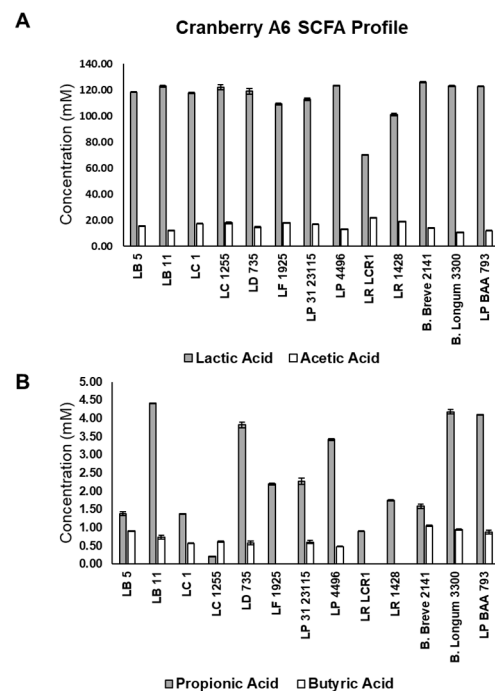 A
Cranberry A6 SCFA Profile
Concentration (mM)
140.00
120.00
100.00
80.00
60.00
40.00
20.00
0.00
LB 5
LB 11
LC 1
LC 1255
LD 735
LF 1925
LP 31 23115
LP 4496
LR LCR1
LR 1428
B. Breve 2141
B. Longum 3300
LP BAA 793
Lactic Acid Acetic Acid
B
Concentration (mM)
5.00
4.50
4.00
3.50
3.00
2.50
2.00
1.50
1.00
0.50
0.00
LB 5
LB 11
LC 1
LC 1255
LD 735
LF 1925
LP 31 23115
LP 4496
LR LCR1
LR 1428
B. Breve 2141
B. Longum 3300
LP BAA 793
Propionic Acid Butyric Acid